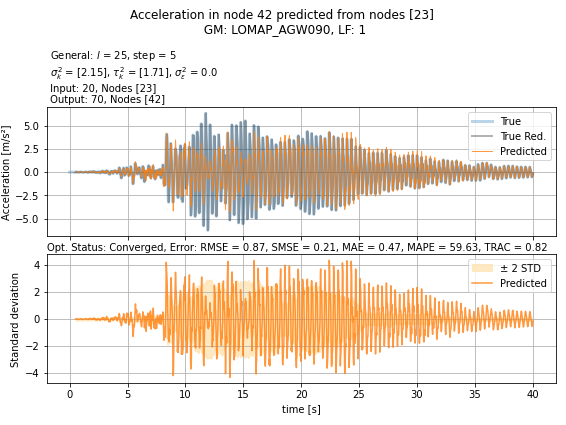 Acceleration in node 42 predicted from nodes [23]
GM: LOMAP_AGW090, LF: 1
General: l = 25, step = 5
σ²ₖ = [2.15], τ²ₖ = [1.71], σ²ε = 0.0
Input: 20, Nodes [23]
Output: 70, Nodes [42]
Acceleration [m/s²]
5.0
2.5
0.0
−2.5
−5.0
True
True Red.
Predicted
Opt. Status: Converged, Error: RMSE = 0.87, SMSE = 0.21, MAE = 0.47, MAPE = 59.63, TRAC = 0.82
Standard deviation
4
2
0
−2
−4
± 2 STD
Predicted
0 5 10 15 20 25 30 35 40
time [s]